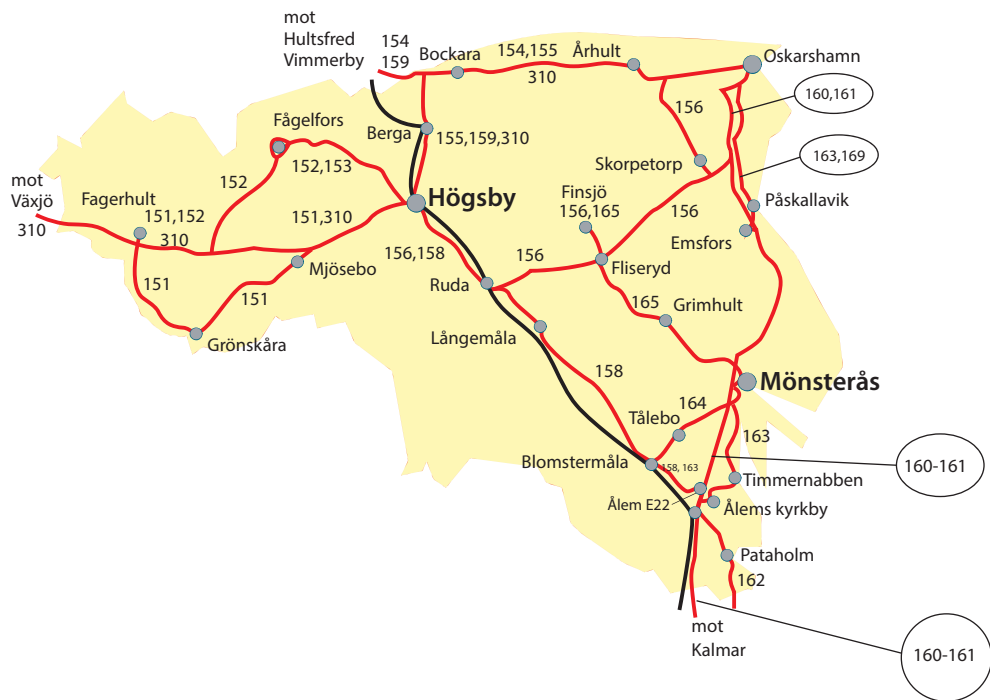 mot
Hultsfred
Vimmerby
154
159
Bockara
154,155
310
Århult
Oskarshamn
160,161
156
Berga
155,159,310
Fågelfors
152,153
Skorpetorp
163,169
mot
Växjö
310
Fagerhult
152
151,152
310
151,310
Högsby
Finsjö
156,165
156
Påskallavik
Emsfors
156,158
Mjösebo
156
Fliseryd
Ruda
151
151
165
Grimhult
Grönskåra
Långemåla
158
Mönsterås
164
Tålebo
163
Blomstermåla
158, 163
160-161
Timmernabben
Ålem E22
Ålems kyrkby
Pataholm
162
mot
Kalmar
160-161